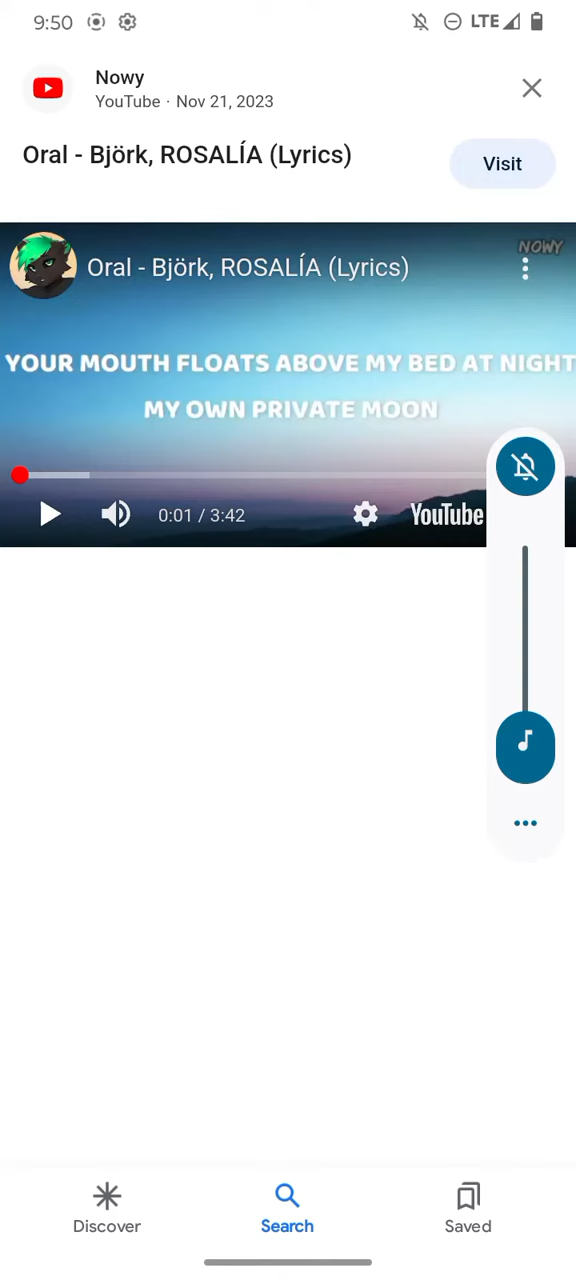 9:50
LTE
Nowy
YouTube · Nov 21, 2023
Oral - Björk, ROSALÍA (Lyrics)
Visit
NOWY
Oral - Björk, ROSALÍA (Lyrics)
YOUR MOUTH FLOATS ABOVE MY BED AT NIGHT
MY OWN PRIVATE MOON
0:01 / 3:42
YouTube
Discover
Search
Saved